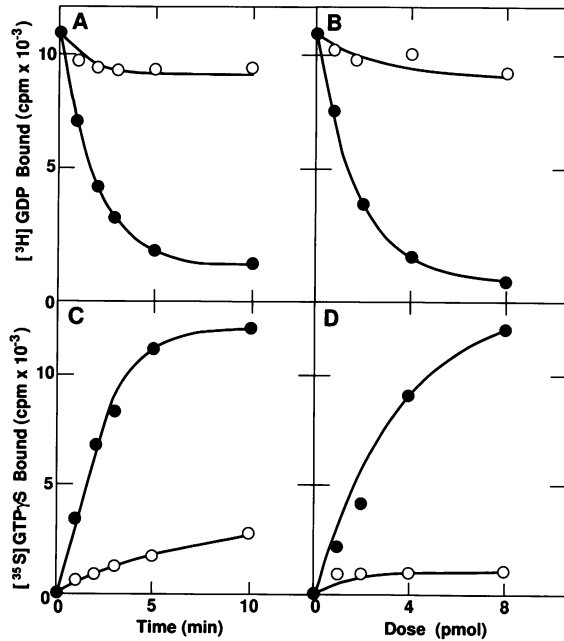 A
B
10
5
0
[³H] GDP Bound (cpm x 10⁻³)
C
D
10
5
0
[³⁵S] GTPγS Bound (cpm x 10⁻³)
0 5 10
0 4 8
Time (min)
Dose (pmol)